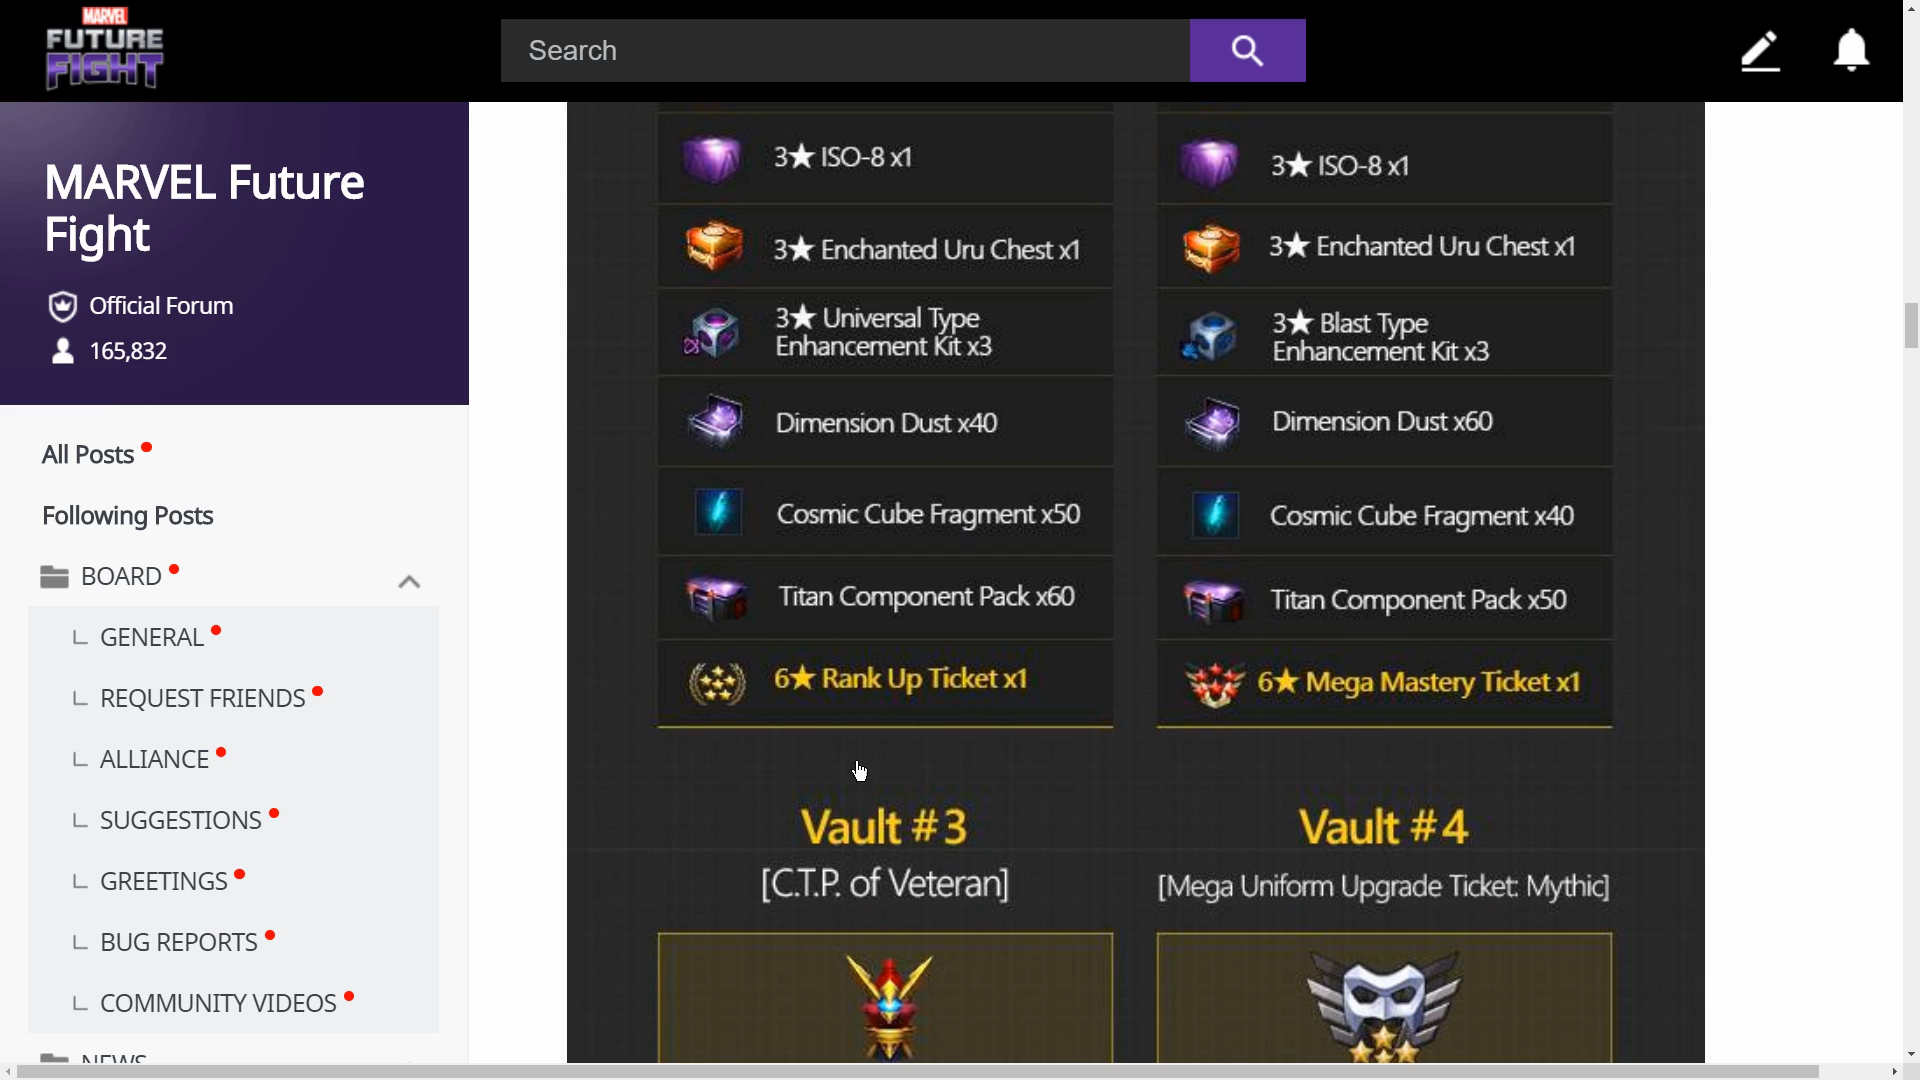 MARVEL
FUTURE
FIGHT
Search
MARVEL Future
Fight
Official Forum
165,832
All Posts
Following Posts
BOARD
GENERAL
REQUEST FRIENDS
ALLIANCE
SUGGESTIONS
GREETINGS
BUG REPORTS
COMMUNITY VIDEOS
NEWS
3★ ISO-8 x1
3★ Enchanted Uru Chest x1
3★ Universal Type
Enhancement Kit x3
Dimension Dust x40
Cosmic Cube Fragment x50
Titan Component Pack x60
6★ Rank Up Ticket x1
3★ ISO-8 x1
3★ Enchanted Uru Chest x1
3★ Blast Type
Enhancement Kit x3
Dimension Dust x60
Cosmic Cube Fragment x40
Titan Component Pack x50
6★ Mega Mastery Ticket x1
Vault #3
[C.T.P. of Veteran]
Vault #4
[Mega Uniform Upgrade Ticket: Mythic]